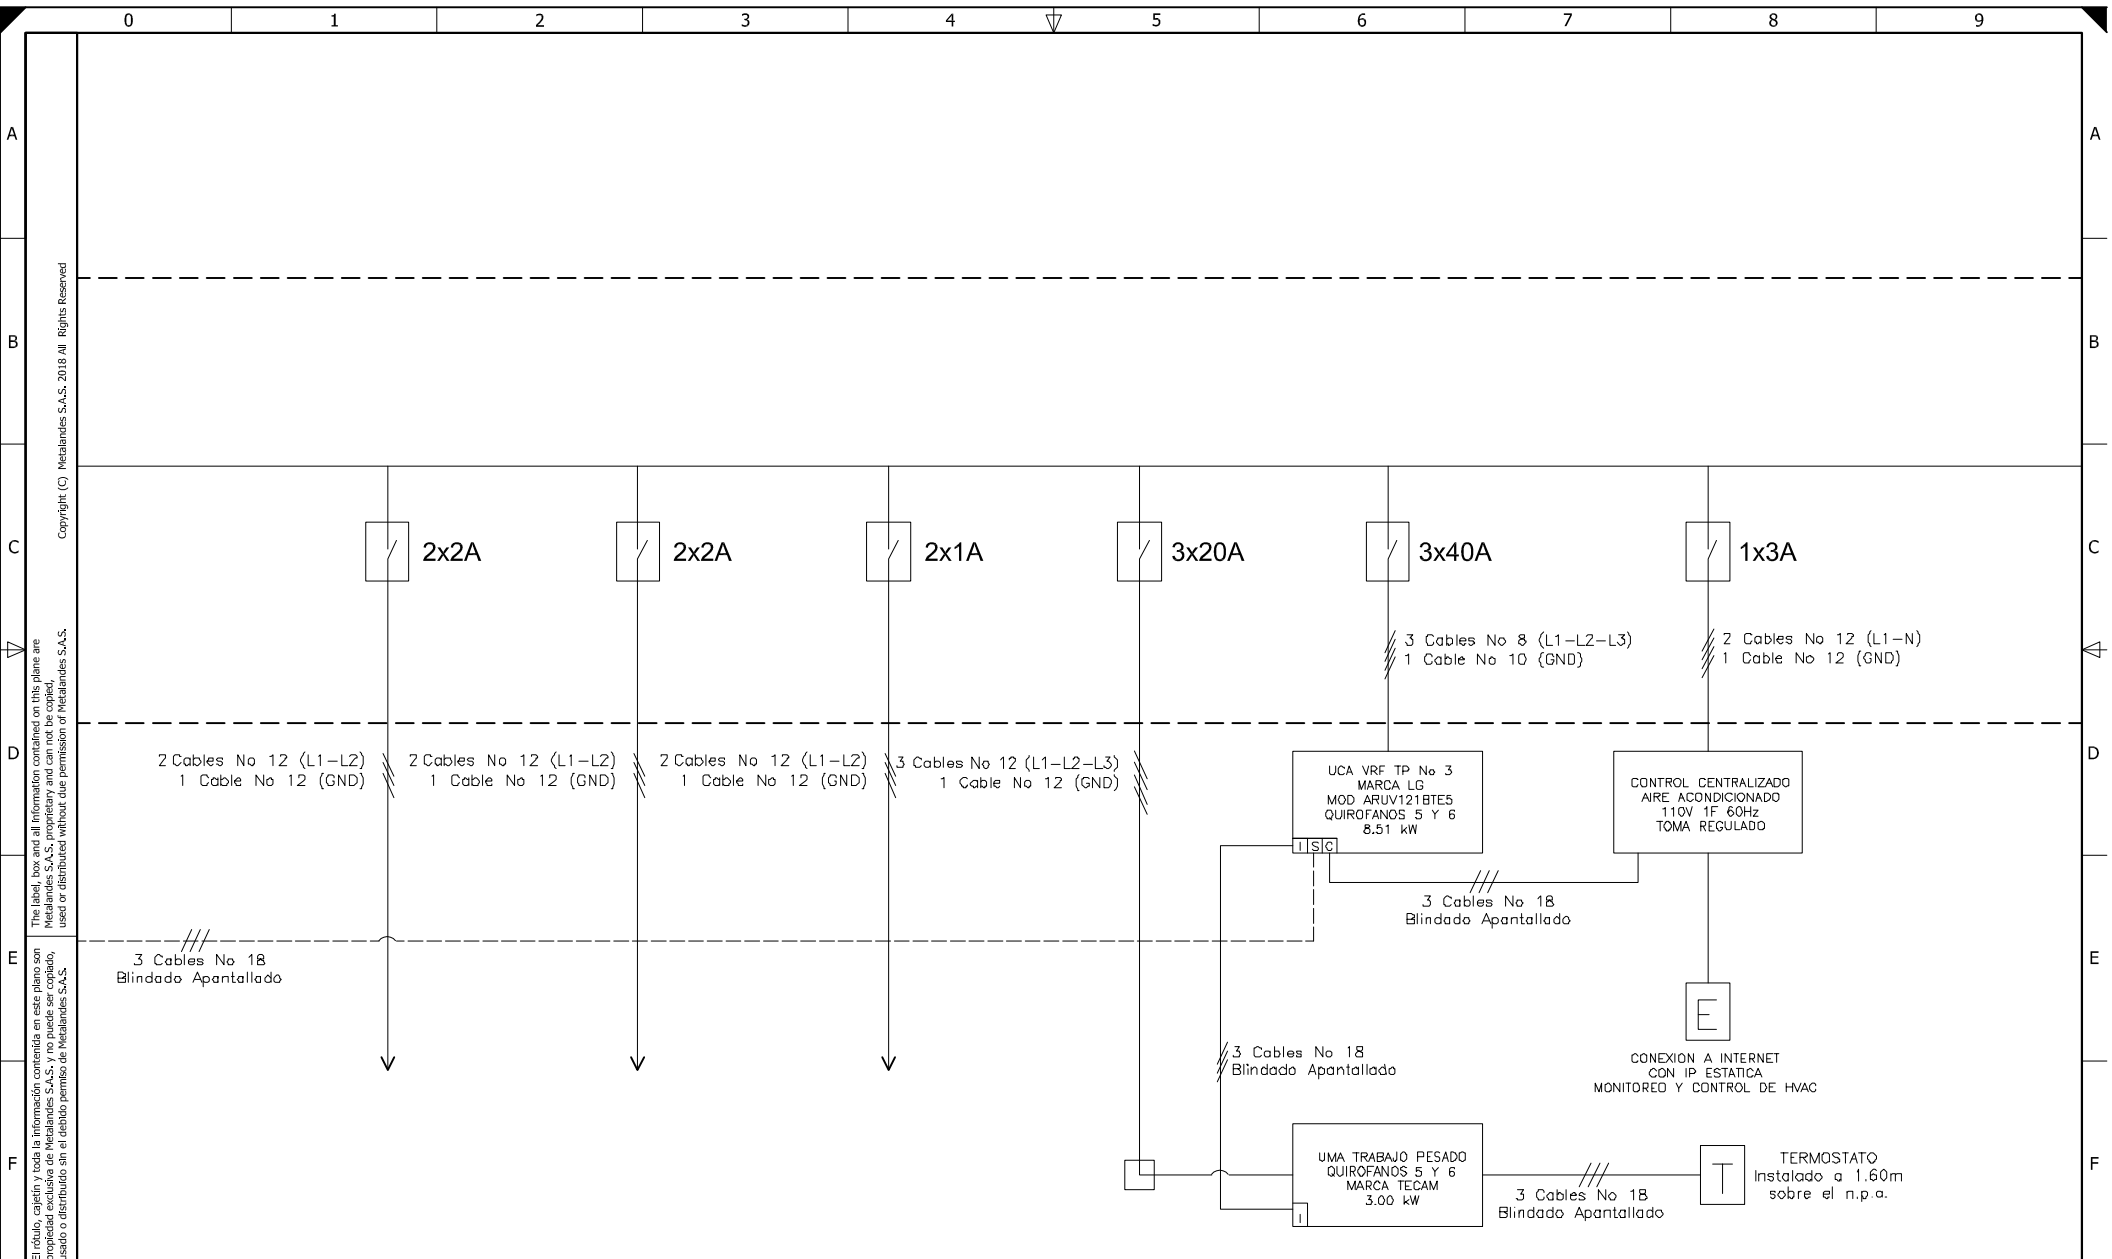 0 1 2 3 4 5 6 7 8 9
A A
B B
C C
D D
E E
F F
Copyright (C) Metalandes S.A.S. 2018 All Rights Reserved
The label, box and all information contained on this plane are
Metalandes S.A.S. proprietary and can not be copied,
used or distributed without due permission of Metalandes S.A.S.
El rótulo, cajetín y toda la información contenida en este plano son
propiedad exclusiva de Metalandes S.A.S. y no puede ser copiado,
usado o distribuido sin el debido permiso de Metalandes S.A.S.
2x2A
2x2A
2x1A
3x20A
3x40A
1x3A
3 Cables No 8 (L1-L2-L3)
1 Cable No 10 (GND)
2 Cables No 12 (L1-N)
1 Cable No 12 (GND)
2 Cables No 12 (L1-L2)
1 Cable No 12 (GND)
2 Cables No 12 (L1-L2)
1 Cable No 12 (GND)
2 Cables No 12 (L1-L2)
1 Cable No 12 (GND)
3 Cables No 12 (L1-L2-L3)
1 Cable No 12 (GND)
UCA VRF TP No 3
MARCA LG
MOD ARUV121BTE5
QUIROFANOS 5 Y 6
8.51 kW
I S C
CONTROL CENTRALIZADO
AIRE ACONDICIONADO
110V 1F 60Hz
TOMA REGULADO
3 Cables No 18
Blindado Apantallado
3 Cables No 18
Blindado Apantallado
E
CONEXION A INTERNET
CON IP ESTATICA
MONITOREO Y CONTROL DE HVAC
3 Cables No 18
Blindado Apantallado
UMA TRABAJO PESADO
QUIROFANOS 5 Y 6
MARCA TECAM
3.00 kW
I
3 Cables No 18
Blindado Apantallado
T
TERMOSTATO
Instalado a 1.60m
sobre el n.p.a.